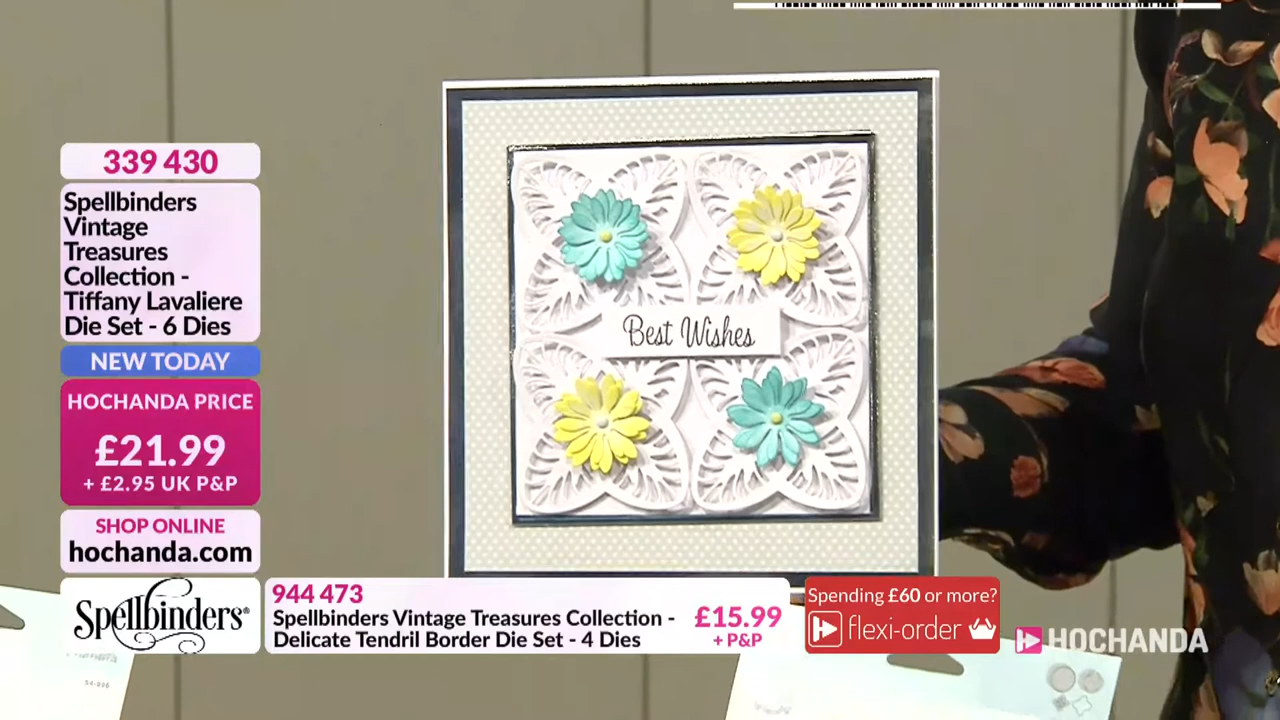 339 430
Spellbinders
Vintage
Treasures
Collection -
Tiffany Lavaliere
Die Set - 6 Dies
NEW TODAY
HOCHANDA PRICE
£21.99
+ £2.95 UK P&P
SHOP ONLINE
hochanda.com
Best Wishes
Spellbinders®
944 473
Spellbinders Vintage Treasures Collection -
Delicate Tendril Border Die Set - 4 Dies
£15.99
+ P&P
Spending £60 or more?
flexi-order
HOCHANDA